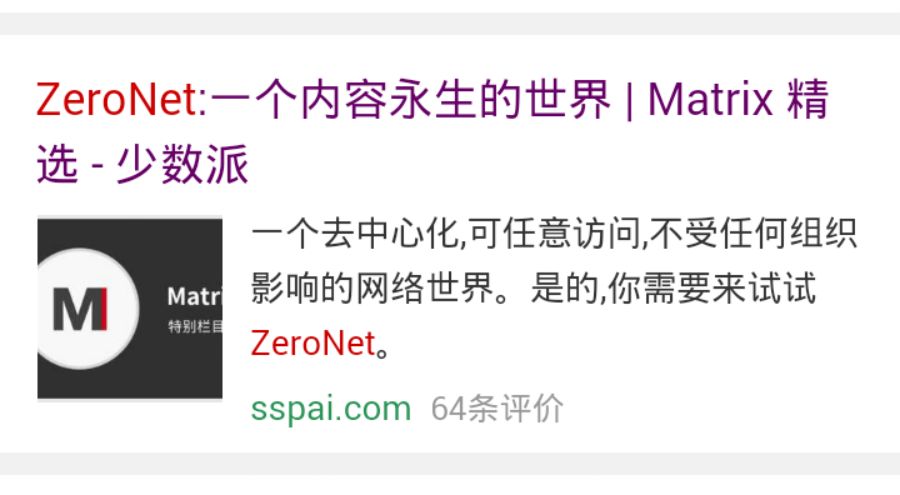 ZeroNet:一个内容永生的世界 | Matrix 精
选 - 少数派
一个去中心化,可任意访问,不受任何组织
影响的网络世界。是的,你需要来试试
ZeroNet。
M
Matri
特别栏目
sspai.com 64条评价